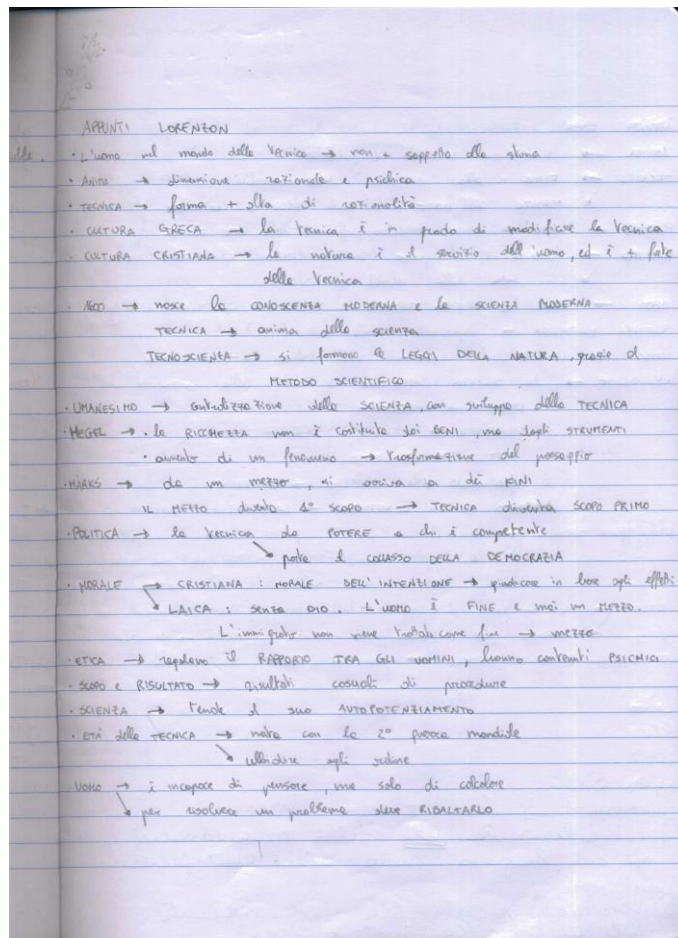 APPUNTI LORENZON
· L'uomo nel mondo della tecnica → non + soggetto della storia
· ANIMA → dimensione razionale e psichica
· TECNICA → forma + alta di razionalità
· CULTURA GRECA → la tecnica è in grado di modificare la tecnica
· CULTURA CRISTIANA → la natura è al servizio dell'uomo, ed è + fate
della tecnica
· → nasce la CONOSCENZA MODERNA e la SCIENZA MODERNA
TECNICA → anima della scienza
TECNOSCIENZA → si formano le LEGGI DELLA NATURA, grazie al
METODO SCIENTIFICO
· UMANESIMO → della SCIENZA, con sviluppo della TECNICA
· HEGEL → · la RICCHEZZA non è costituita dai BENI, ma dagli STRUMENTI
· aumento di un fenomeno → trasformazione del
· MARKS → da un mezzo, si arriva a dei FINI
IL MEZZO diventa 1° SCOPO → TECNICA diventa SCOPO PRIMO
· POLITICA → la tecnica da POTERE a chi è competente
porta al COLLASSO DELLA DEMOCRAZIA
· MORALE → CRISTIANA : MORALE DELL'INTENZIONE → giudicare in base agli effetti
LAICA : senza DIO. L'UOMO È FINE e mai un MEZZO.
L'immigrato non viene trattato come fine → mezzo
· ETICA → regolano il RAPPORTO TRA GLI UOMINI, hanno contenuti PSICHICI
· SCOPO e RISULTATO → risultati casuali di procedure
· SCIENZA → tende al suo AUTOPOTENZIAMENTO
· ETÀ della TECNICA → nata con la 2° guerra mondiale
ubbidire agli ordine
· UOMO → è incapace di pensare, ma solo di calcolare
per risolvere un problema deve RIBALTARLO